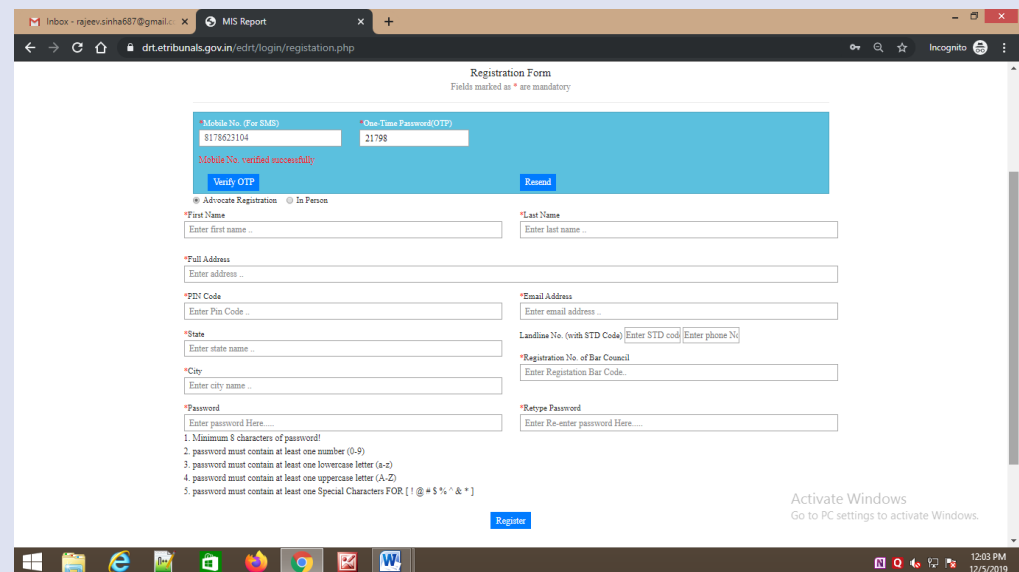 Inbox - rajeev.sinha687@gmail.c
MIS Report
drt.etribunals.gov.in/edrt/login/registation.php
Incognito
Registration Form
Fields marked as * are mandatory
*Mobile No. (For SMS)
*One-Time Password(OTP)
8178623104
21798
Mobile No. verified successfully
Verify OTP
Resend
Advocate Registration
In Person
*First Name
*Last Name
Enter first name ..
Enter last name ..
*Full Address
Enter address ..
*PIN Code
*Email Address
Enter Pin Code ..
Enter email address ..
*State
Landline No. (with STD Code) Enter STD cod Enter phone N
Enter state name ..
*Registration No. of Bar Council
*City
Enter Registation Bar Code..
Enter city name ..
*Password
*Retype Password
Enter password Here.....
Enter Re-enter password Here.....
1. Minimum 8 characters of password!
2. password must contain at least one number (0-9)
3. password must contain at least one lowercase letter (a-z)
4. password must contain at least one uppercase letter (A-Z)
5. password must contain at least one Special Characters FOR [ ! @ # $ % ^ & * ]
Register
Activate Windows
Go to PC settings to activate Windows.
12:03 PM
12/5/2019